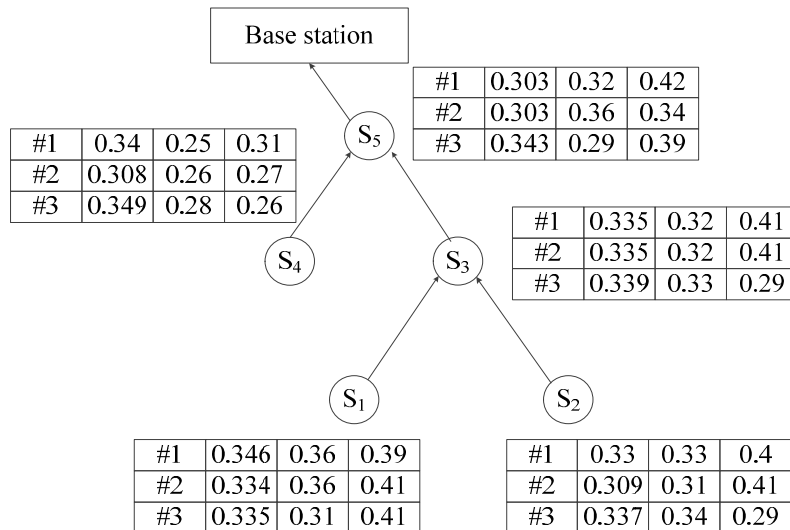 Base station
#1 0.303 0.32 0.42
#2 0.303 0.36 0.34
#3 0.343 0.29 0.39
S5
#1 0.34 0.25 0.31
#2 0.308 0.26 0.27
#3 0.349 0.28 0.26
#1 0.335 0.32 0.41
#2 0.335 0.32 0.41
#3 0.339 0.33 0.29
S4
S3
S1
S2
#1 0.346 0.36 0.39
#2 0.334 0.36 0.41
#3 0.335 0.31 0.41
#1 0.33 0.33 0.4
#2 0.309 0.31 0.41
#3 0.337 0.34 0.29